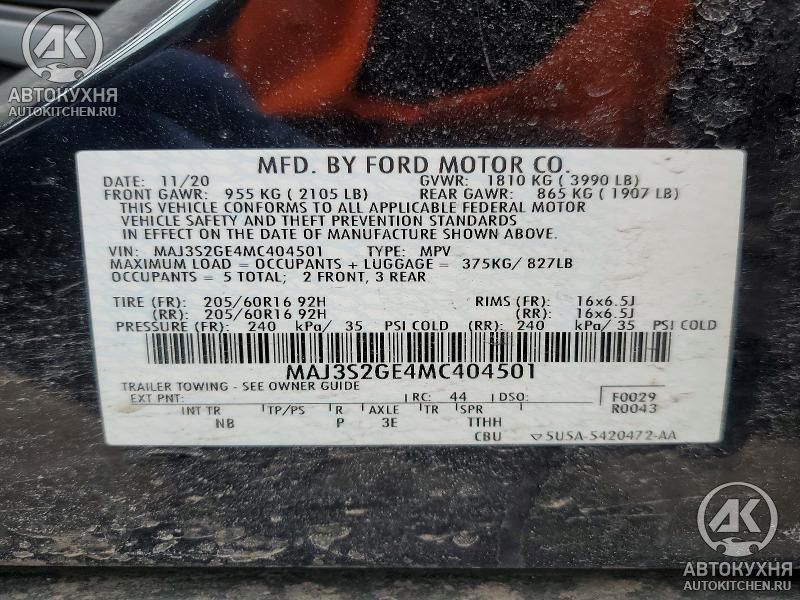 AK
АВТОКУХНЯ
AUTOKITCHEN.RU
MFD. BY FORD MOTOR CO.
DATE: 11/20 GVWR: 1810 KG ( 3990 LB)
FRONT GAWR: 955 KG ( 2105 LB) REAR GAWR: 865 KG ( 1907 LB)
THIS VEHICLE CONFORMS TO ALL APPLICABLE FEDERAL MOTOR
VEHICLE SAFETY AND THEFT PREVENTION STANDARDS
IN EFFECT ON THE DATE OF MANUFACTURE SHOWN ABOVE.
VIN: MAJ3S2GE4MC404501 TYPE: MPV
MAXIMUM LOAD = OCCUPANTS + LUGGAGE = 375KG/ 827LB
OCCUPANTS = 5 TOTAL; 2 FRONT, 3 REAR
TIRE (FR): 205/60R16 92H RIMS (FR): 16x6.5J
(RR): 205/60R16 92H (RR): 16x6.5J
PRESSURE (FR): 240 kPa/ 35 PSI COLD (RR): 240 kPa/ 35 PSI COLD
MAJ3S2GE4MC404501
TRAILER TOWING - SEE OWNER GUIDE
EXT PNT: RC: 44 DSO: F0029
INT TR TP/PS R AXLE TR SPR R0043
NB P 3E TTHH
CBU 5U5A-5420472-AA
AK
АВТОКУХНЯ
AUTOKITCHEN.RU